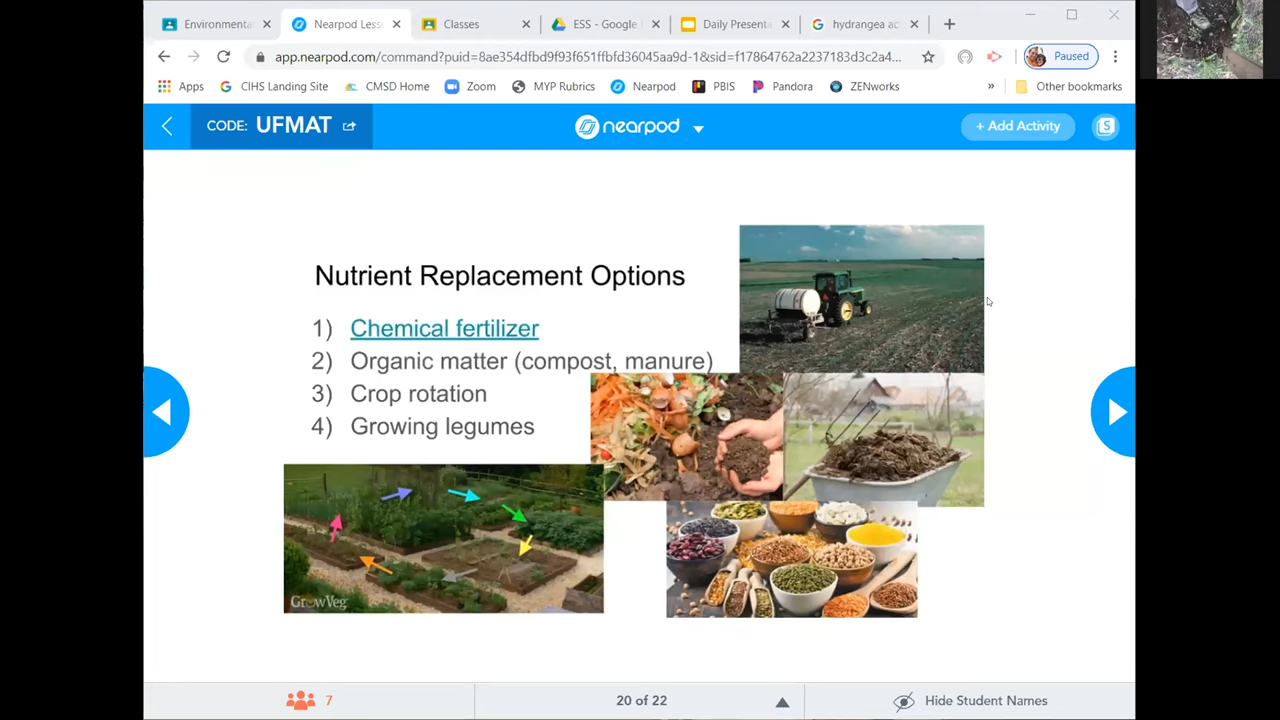 Environmenta
Nearpod Less
Classes
ESS - Google
Daily Presenta
hydrangea ac
app.nearpod.com/command?puid=8ae354dfbd9f93f651ffbfd36045aa9d-1&sid=f17864762a2237183d3c2a4...
Paused
Apps
CIHS Landing Site
CMSD Home
Zoom
MYP Rubrics
Nearpod
PBIS
Pandora
ZENworks
»
Other bookmarks
CODE: UFMAT
nearpod
+ Add Activity
S
Nutrient Replacement Options
1) Chemical fertilizer
2) Organic matter (compost, manure)
3) Crop rotation
4) Growing legumes
GrowVeg
7
20 of 22
Hide Student Names